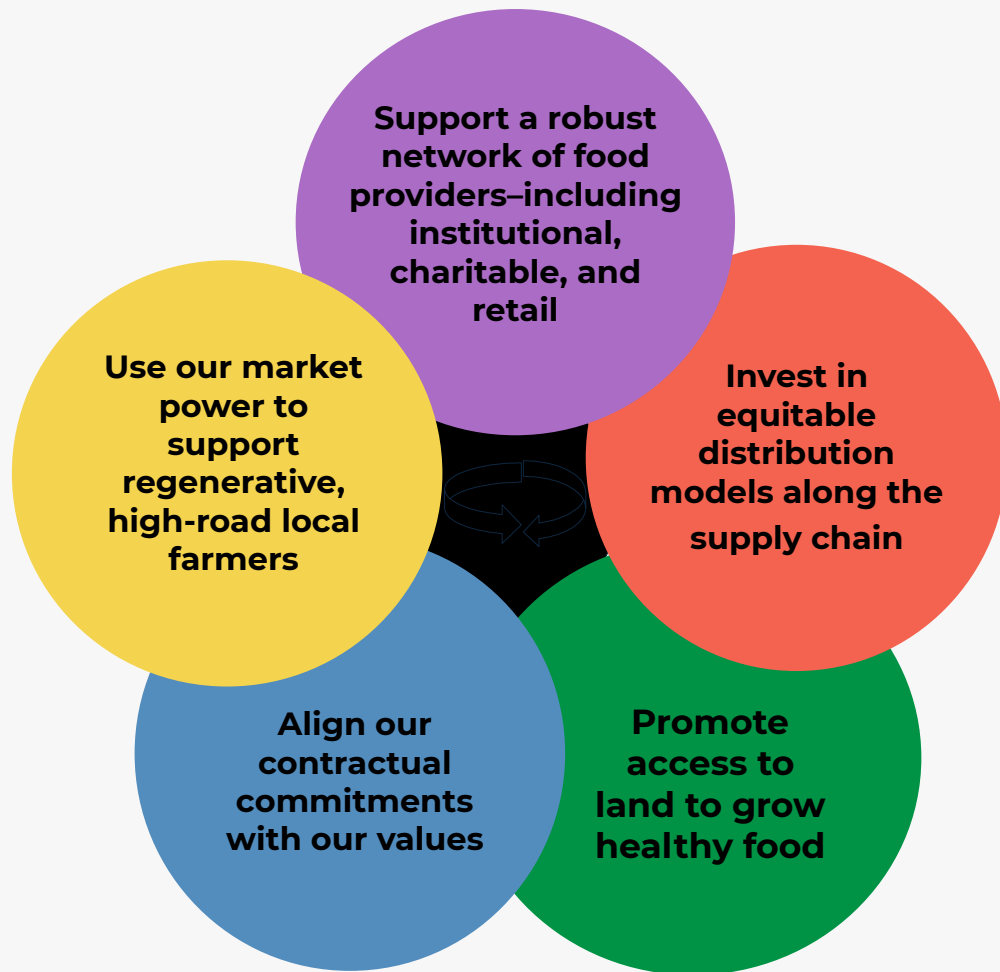 Support a robust
network of food
providers–including
institutional,
charitable, and
retail
Use our market
power to
support
regenerative,
high-road local
farmers
Invest in
equitable
distribution
models along the
supply chain
Align our
contractual
commitments
with our values
Promote
access to
land to grow
healthy food